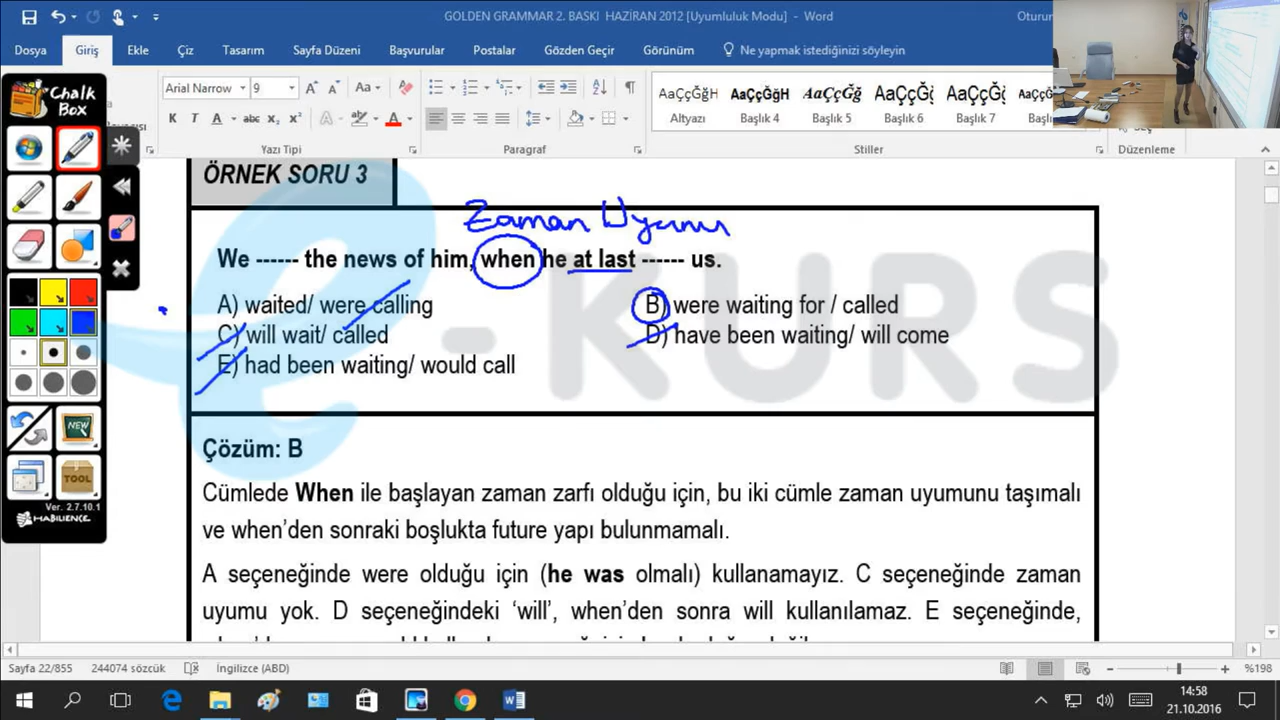 GOLDEN GRAMMAR 2. BASKI HAZİRAN 2012 [Uyumluluk Modu] - Word
Oturum
Dosya Giriş Ekle Çiz Tasarım Sayfa Düzeni Başvurular Postalar Gözden Geçir Görünüm Ne yapmak istediğinizi söyleyin
Chalk
Box
Arial Narrow 9
K T A abc x₂ x²
Yazı Tipi
Paragraf
AaÇçĞğH AaÇçĞğH AaÇçĞğ AaÇçĞç AaÇçĞğ
Altyazı Başlık 4 Başlık 5 Başlık 6 Başlık 7
Stiller
Düzenleme
ÖRNEK SORU 3
Zaman Uyumu
We ------ the news of him, when he at last ------ us.
A) waited/ were calling B) were waiting for / called
C) will wait/ called D) have been waiting/ will come
E) had been waiting/ would call
e-KURS
Çözüm: B
Cümlede When ile başlayan zaman zarfı olduğu için, bu iki cümle zaman uyumunu taşımalı
ve when’den sonraki boşlukta future yapı bulunmamalı.
A seçeneğinde were olduğu için (he was olmalı) kullanamayız. C seçeneğinde zaman
uyumu yok. D seçeneğindeki ‘will’, when’den sonra will kullanılamaz. E seçeneğinde,
NEW
TOOL
Ver. 2.7.10.1
HABILIENCE
Sayfa 22/855 244074 sözcük İngilizce (ABD) %198
14:58
21.10.2016